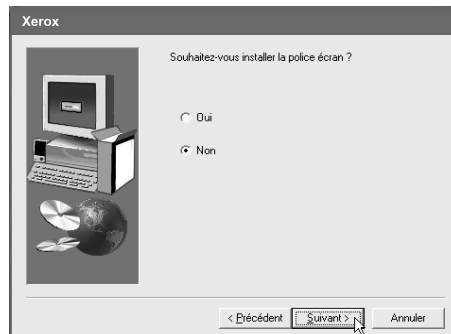 Xerox
Souhaitez-vous installer la police écran ?
Oui
Non
< Précédent
Suivant >
Annuler